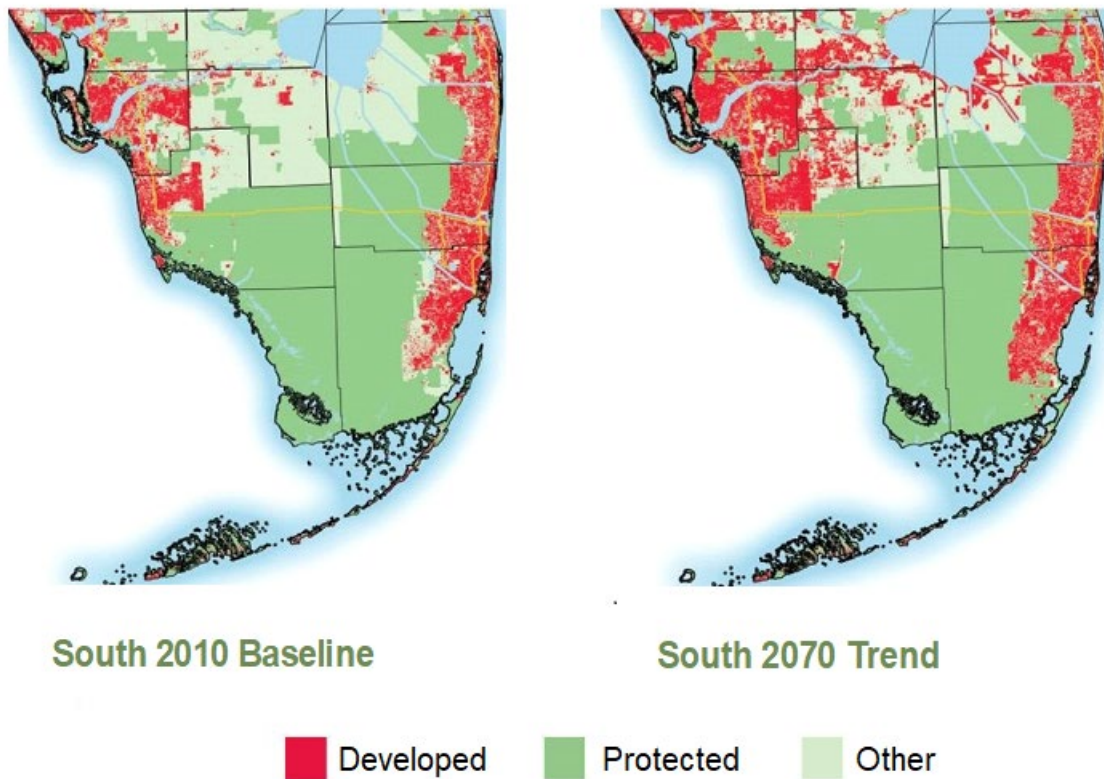 South 2010 Baseline
South 2070 Trend
Developed
Protected
Other